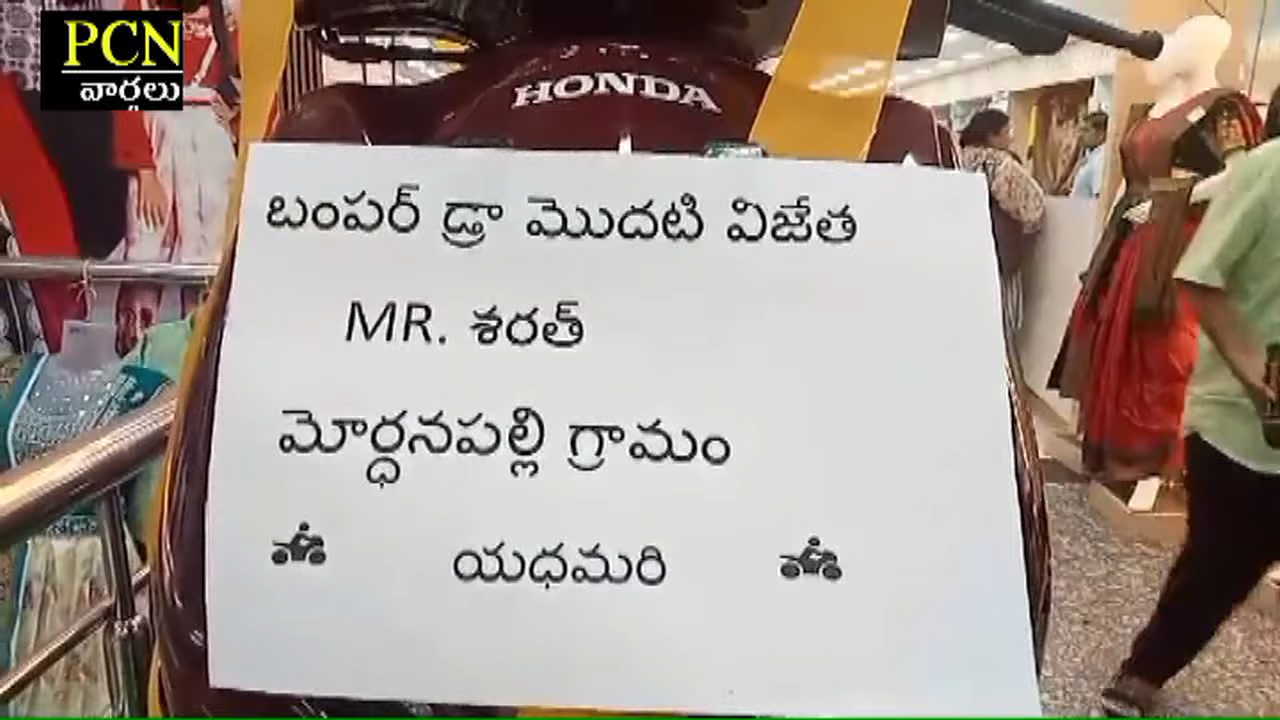 PCN
వార్తలు
HONDA
బంపర్ డ్రా మొదటి విజేత
MR. శరత్
మోర్ధనపల్లి గ్రామం
యధమరి